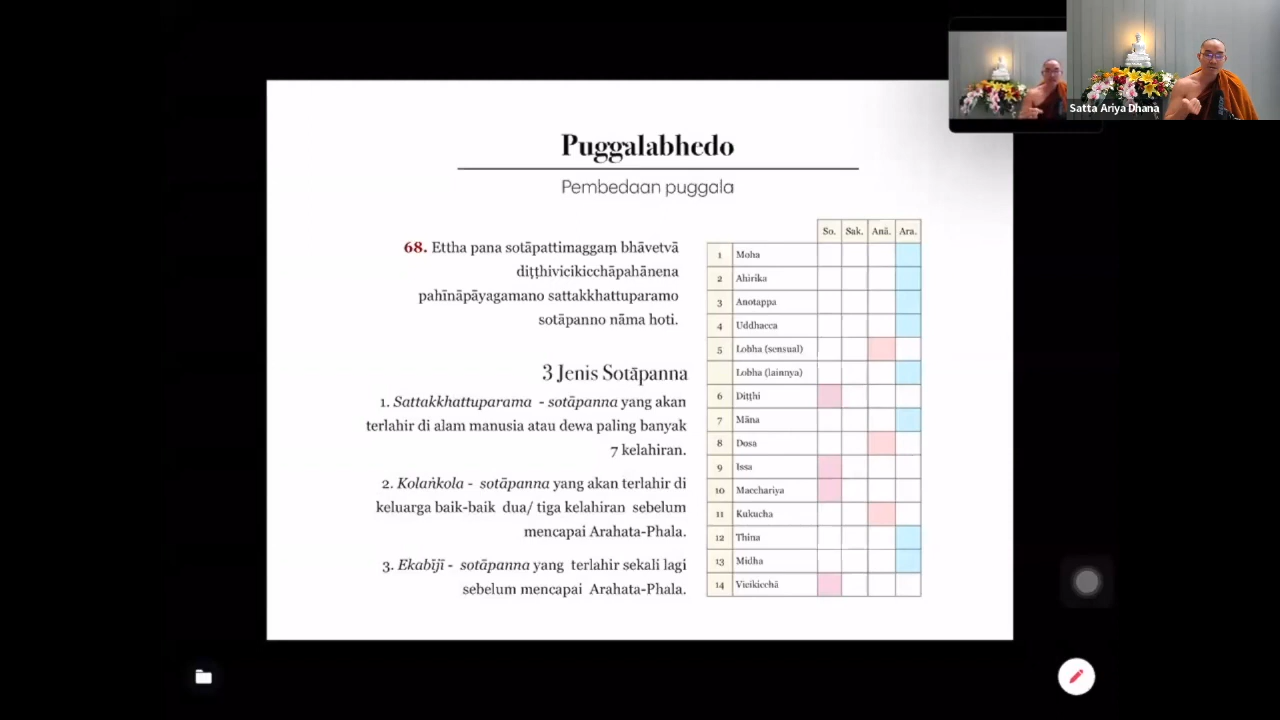 Satta Ariya Dhana
Puggalabhedo
Pembedaan puggala
68. Ettha pana sotāpattimaggaṃ bhāvetvā
diṭṭhivicikicchāpahānena
pahīnāpāyagamano sattakkhattuparamo
sotāpanno nāma hoti.
3 Jenis Sotāpanna
1. Sattakkhattuparama - sotāpanna yang akan
terlahir di alam manusia atau dewa paling banyak
7 kelahiran.
2. Kolaṅkola - sotāpanna yang akan terlahir di
keluarga baik-baik dua/ tiga kelahiran sebelum
mencapai Arahata-Phala.
3. Ekabījī - sotāpanna yang terlahir sekali lagi
sebelum mencapai Arahata-Phala.
So. Sak. Anā. Ara.
1 Moha
2 Ahirika
3 Anotappa
4 Uddhacca
5 Lobha (sensual)
Lobha (lainnya)
6 Diṭṭhi
7 Māna
8 Dosa
9 Issa
10 Macchariya
11 Kukucha
12 Thina
13 Midha
14 Vicikicchā